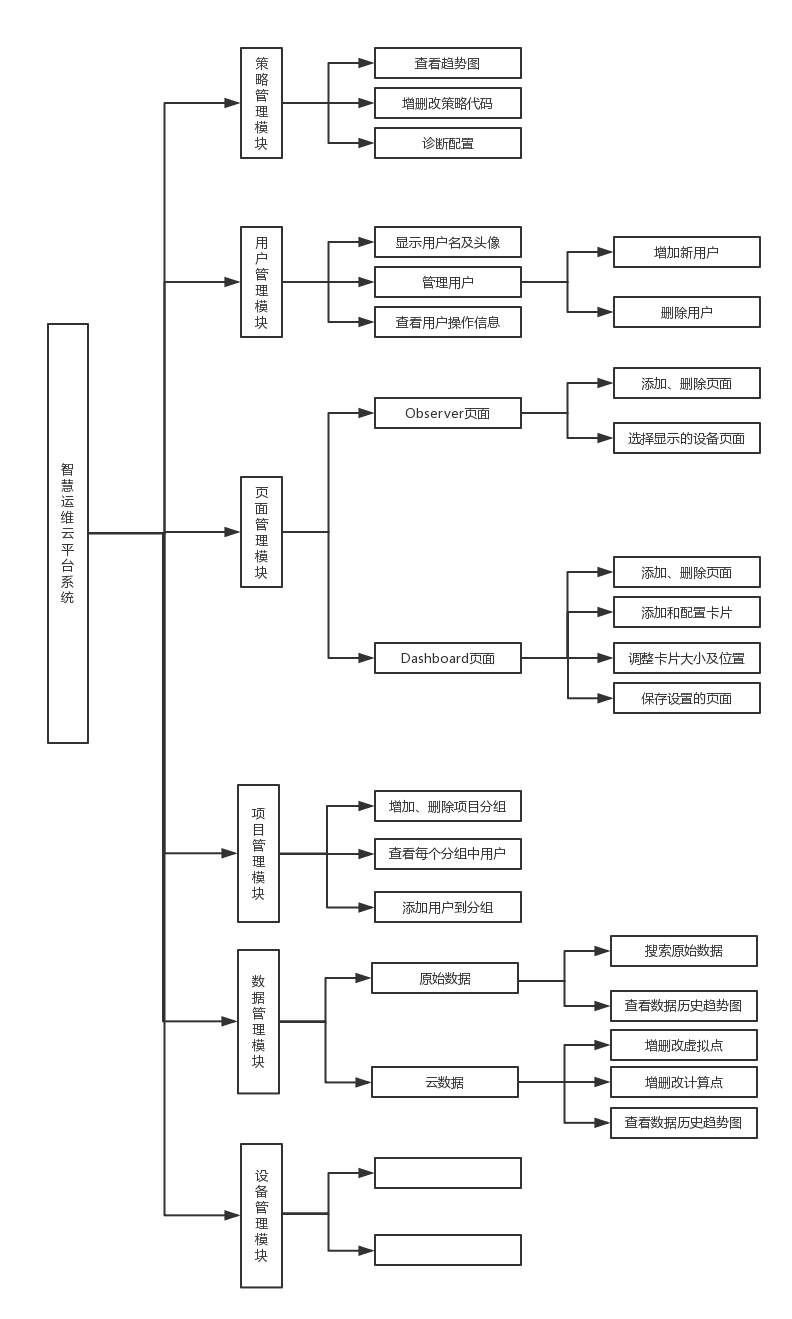 智慧运维云平台系统
策略管理模块
查看趋势图
增删改策略代码
诊断配置
用户管理模块
显示用户名及头像
管理用户
查看用户操作信息
增加新用户
删除用户
页面管理模块
Observer页面
添加、删除页面
选择显示的设备页面
Dashboard页面
添加、删除页面
添加和配置卡片
调整卡片大小及位置
保存设置的页面
项目管理模块
增加、删除项目分组
查看每个分组中用户
添加用户到分组
数据管理模块
原始数据
搜索原始数据
查看数据历史趋势图
云数据
增删改虚拟点
增删改计算点
查看数据历史趋势图
设备管理模块